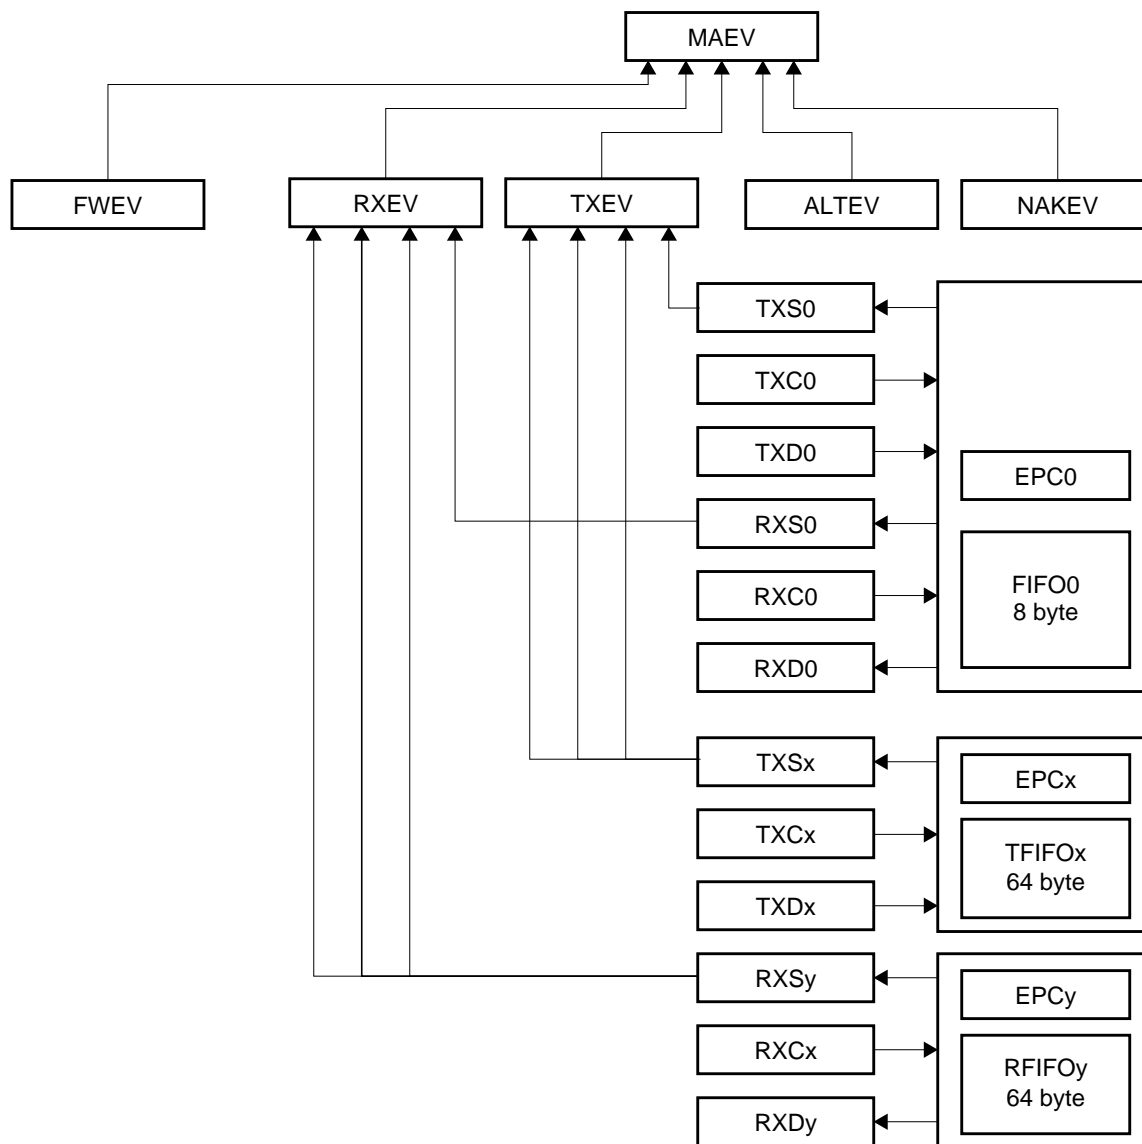 MAEV
FWEV
RXEV
TXEV
ALTEV
NAKEV
TXS0
TXC0
TXD0
EPC0
RXS0
FIFO0
8 byte
RXC0
RXD0
TXSx
EPCx
TXCx
TFIFOx
64 byte
TXDx
RXSy
EPCy
RXCx
RFIFOy
64 byte
RXDy